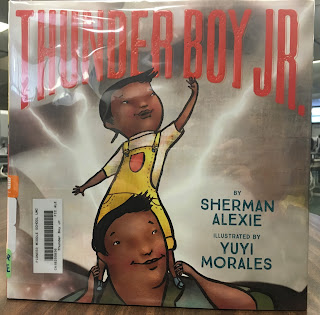 THUNDER BOY JR.
BY
SHERMAN
ALEXIE
ILLUSTRATED BY
YUYI
MORALES